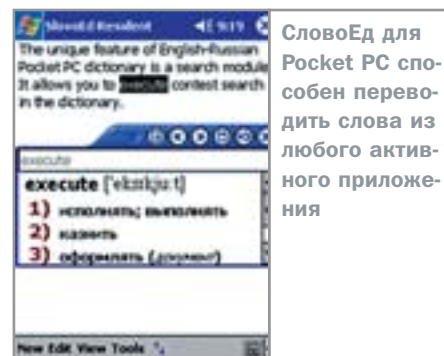 SlovoEd Resident 9:19
The unique feature of English-Russian
Pocket PC dictionary is a search module
It allows you to execute contest search
in the dictionary.
execute
execute ['eksɪkju:t]
1) исполнять; выполнять
2) казнить
3) оформлять (документ)
New Edit View Tools
СловоЕд для
Pocket PC спо-
собен перево-
дить слова из
любого актив-
ного приложе-
ния